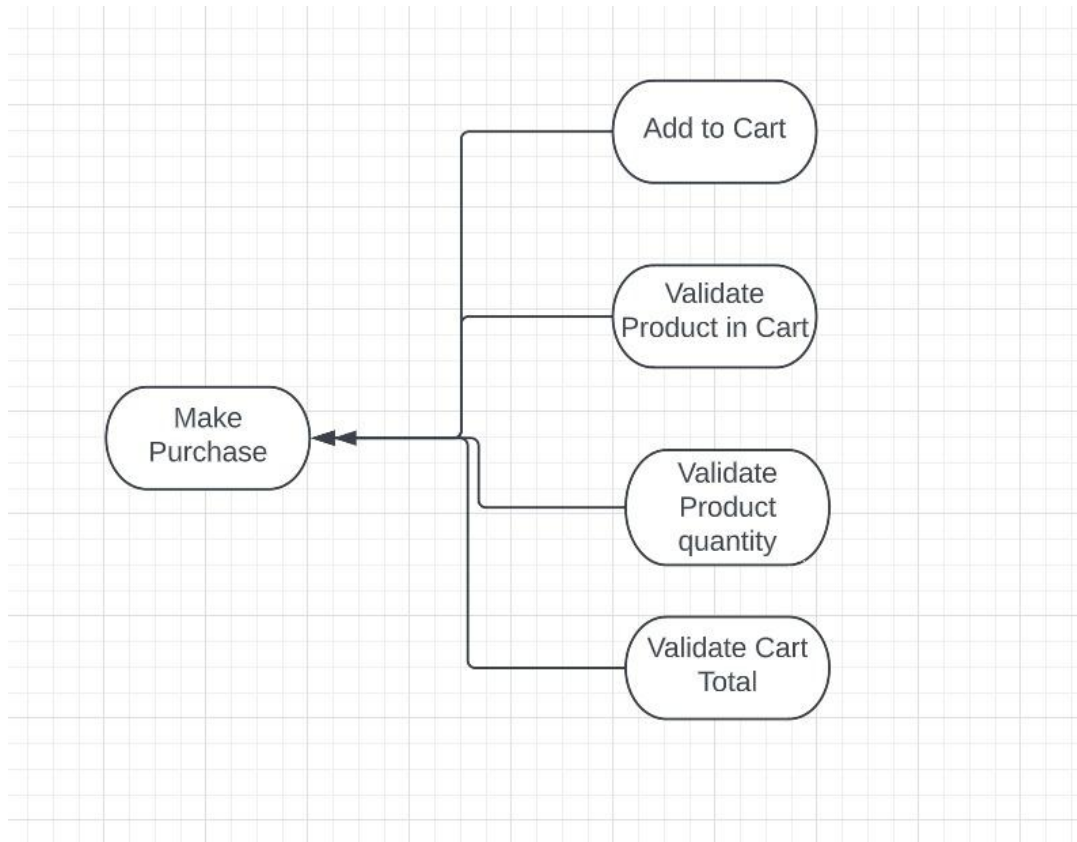 Add to Cart
Validate
Product in Cart
Make
Purchase
Validate
Product
quantity
Validate Cart
Total